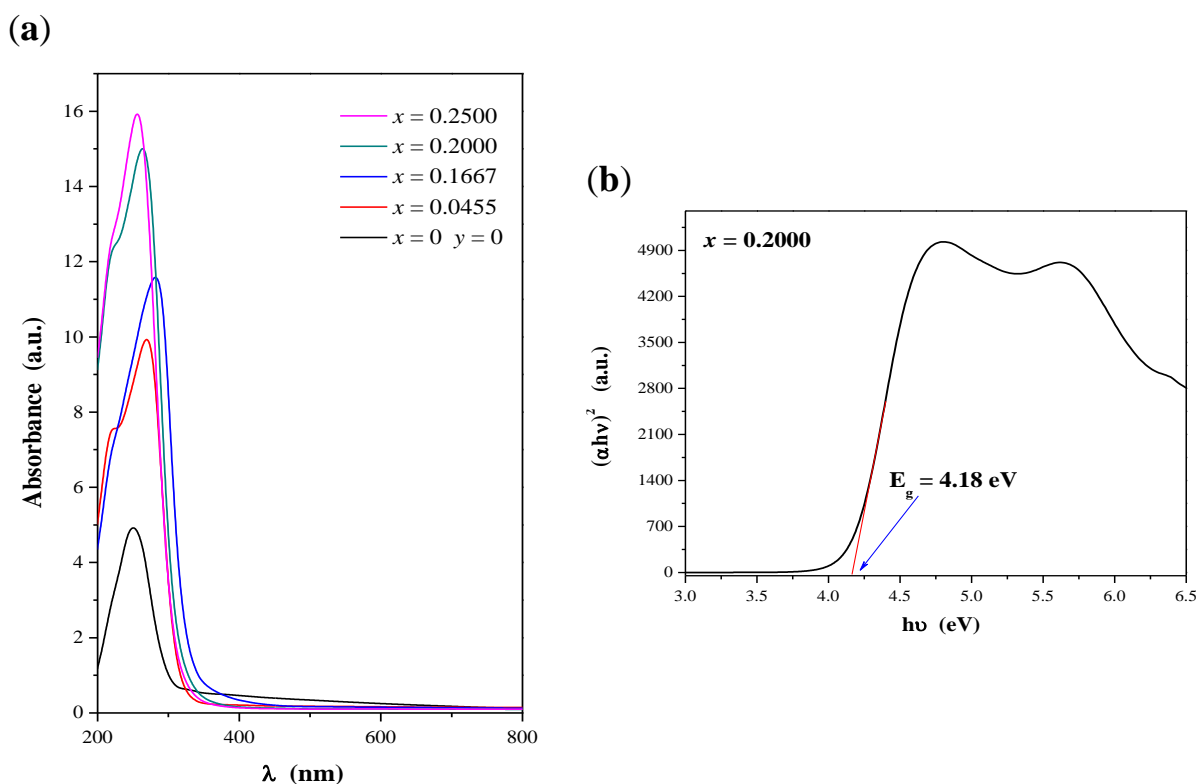 (a)
16
14
12
10
8
6
4
2
0
200
400
600
800
Absorbance (a.u.)
λ (nm)
x = 0.2500
x = 0.2000
x = 0.1667
x = 0.0455
x = 0 y = 0
(b)
x = 0.2000
4900
4200
3500
2800
2100
1400
700
0
3.0
3.5
4.0
4.5
5.0
5.5
6.0
6.5
(αhν)² (a.u.)
hυ (eV)
E_g = 4.18 eV